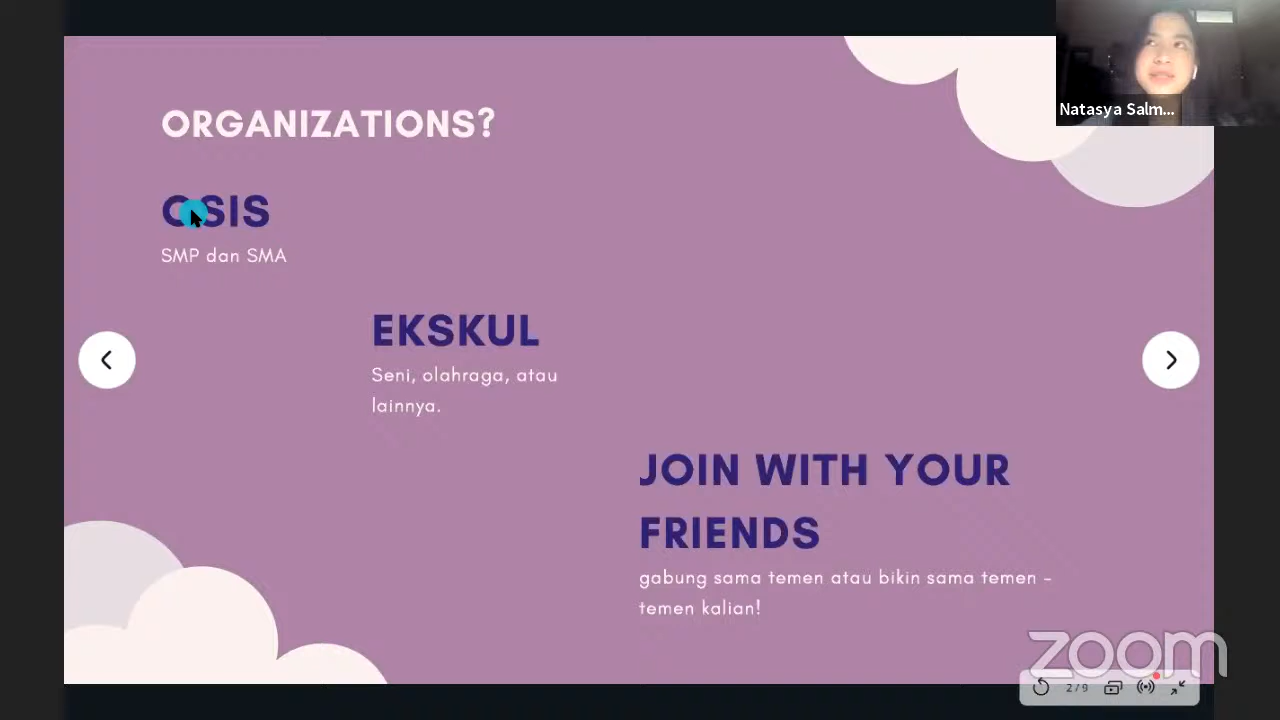 Natasya Salm...
ORGANIZATIONS?
OSIS
SMP dan SMA
EKSKUL
Seni, olahraga, atau
lainnya.
JOIN WITH YOUR
FRIENDS
gabung sama temen atau bikin sama temen -
temen kalian!
zoom
2/9